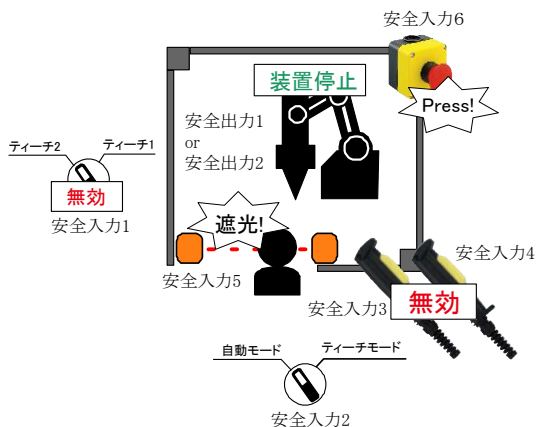 安全入力6
装置停止
Press!
安全出力1
or
安全出力2
ティーチ2
ティーチ1
無効
安全入力1
遮光!
安全入力5
安全入力4
安全入力3
無効
自動モード
ティーチモード
安全入力2